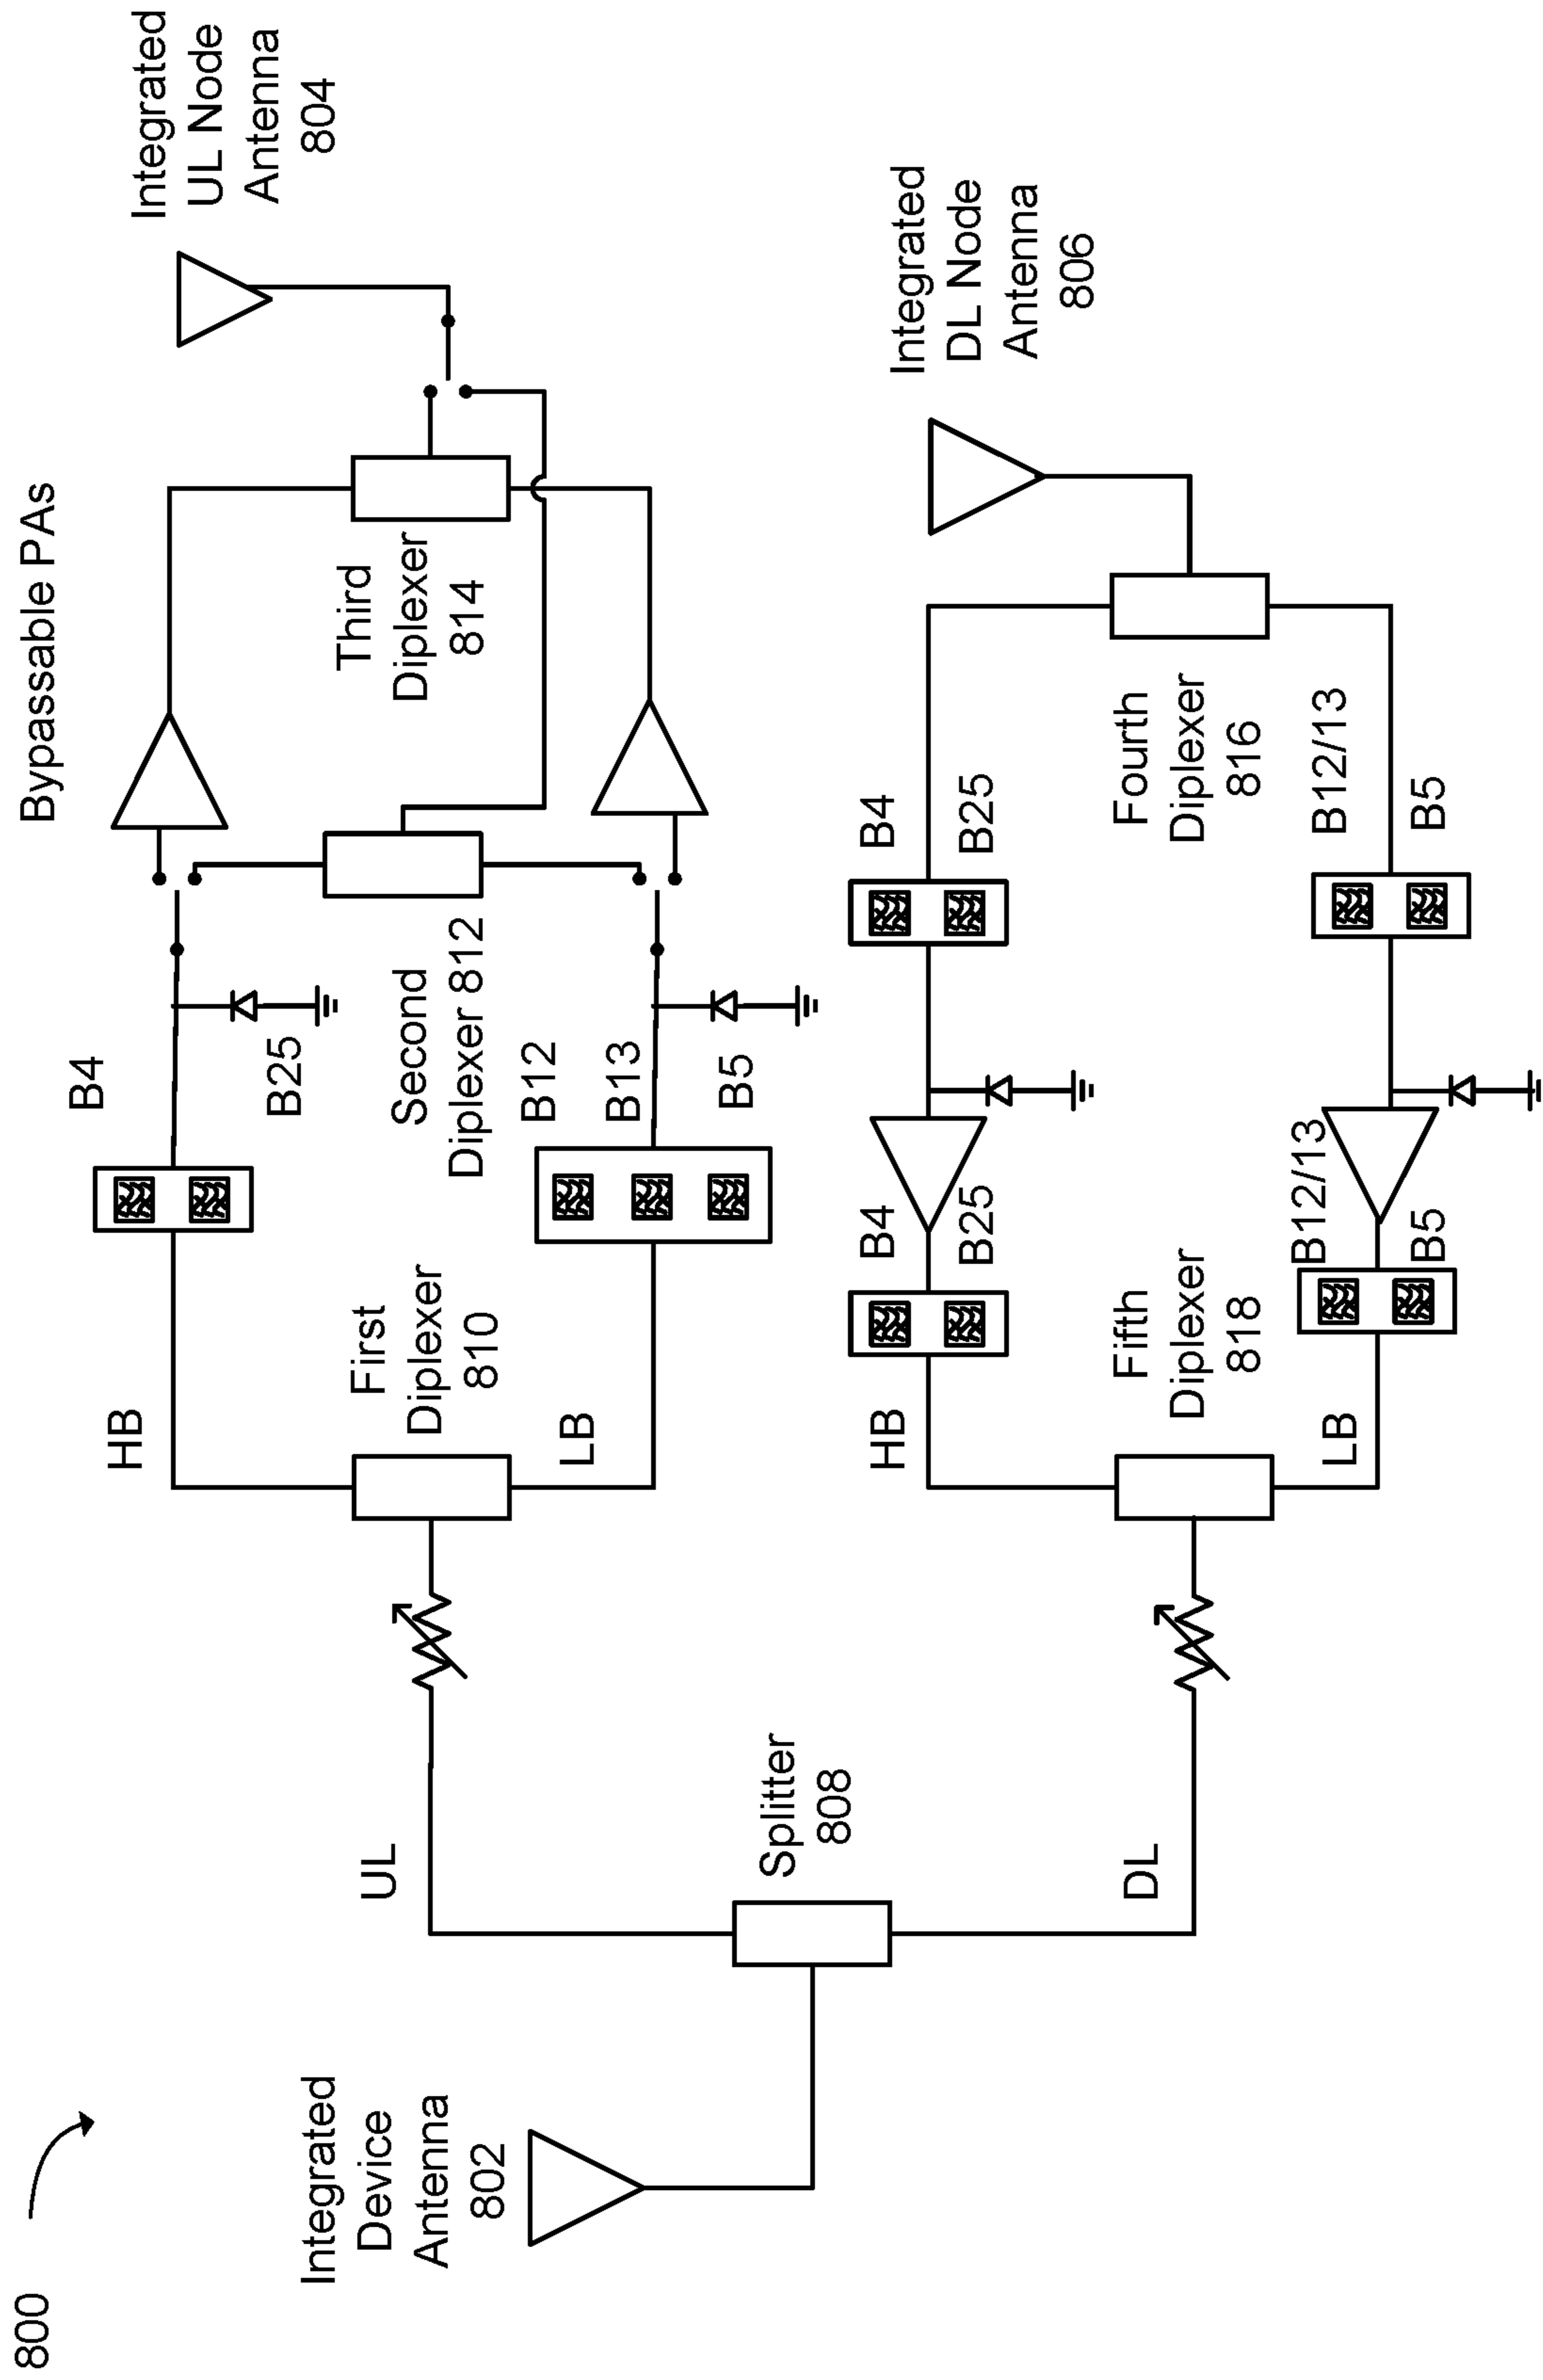 800
Integrated
Device
Antenna
802
Splitter
808
UL
DL
HB
First
Diplexer
810
LB
B4
B25
B12
B13
B5
Second
Diplexer 812
Bypassable PAs
Third
Diplexer
814
Integrated
UL Node
Antenna
804
HB
Fifth
Diplexer
818
LB
B4
B25
B12/13
B5
B4
B25
B12/13
B5
Fourth
Diplexer
816
Integrated
DL Node
Antenna
806